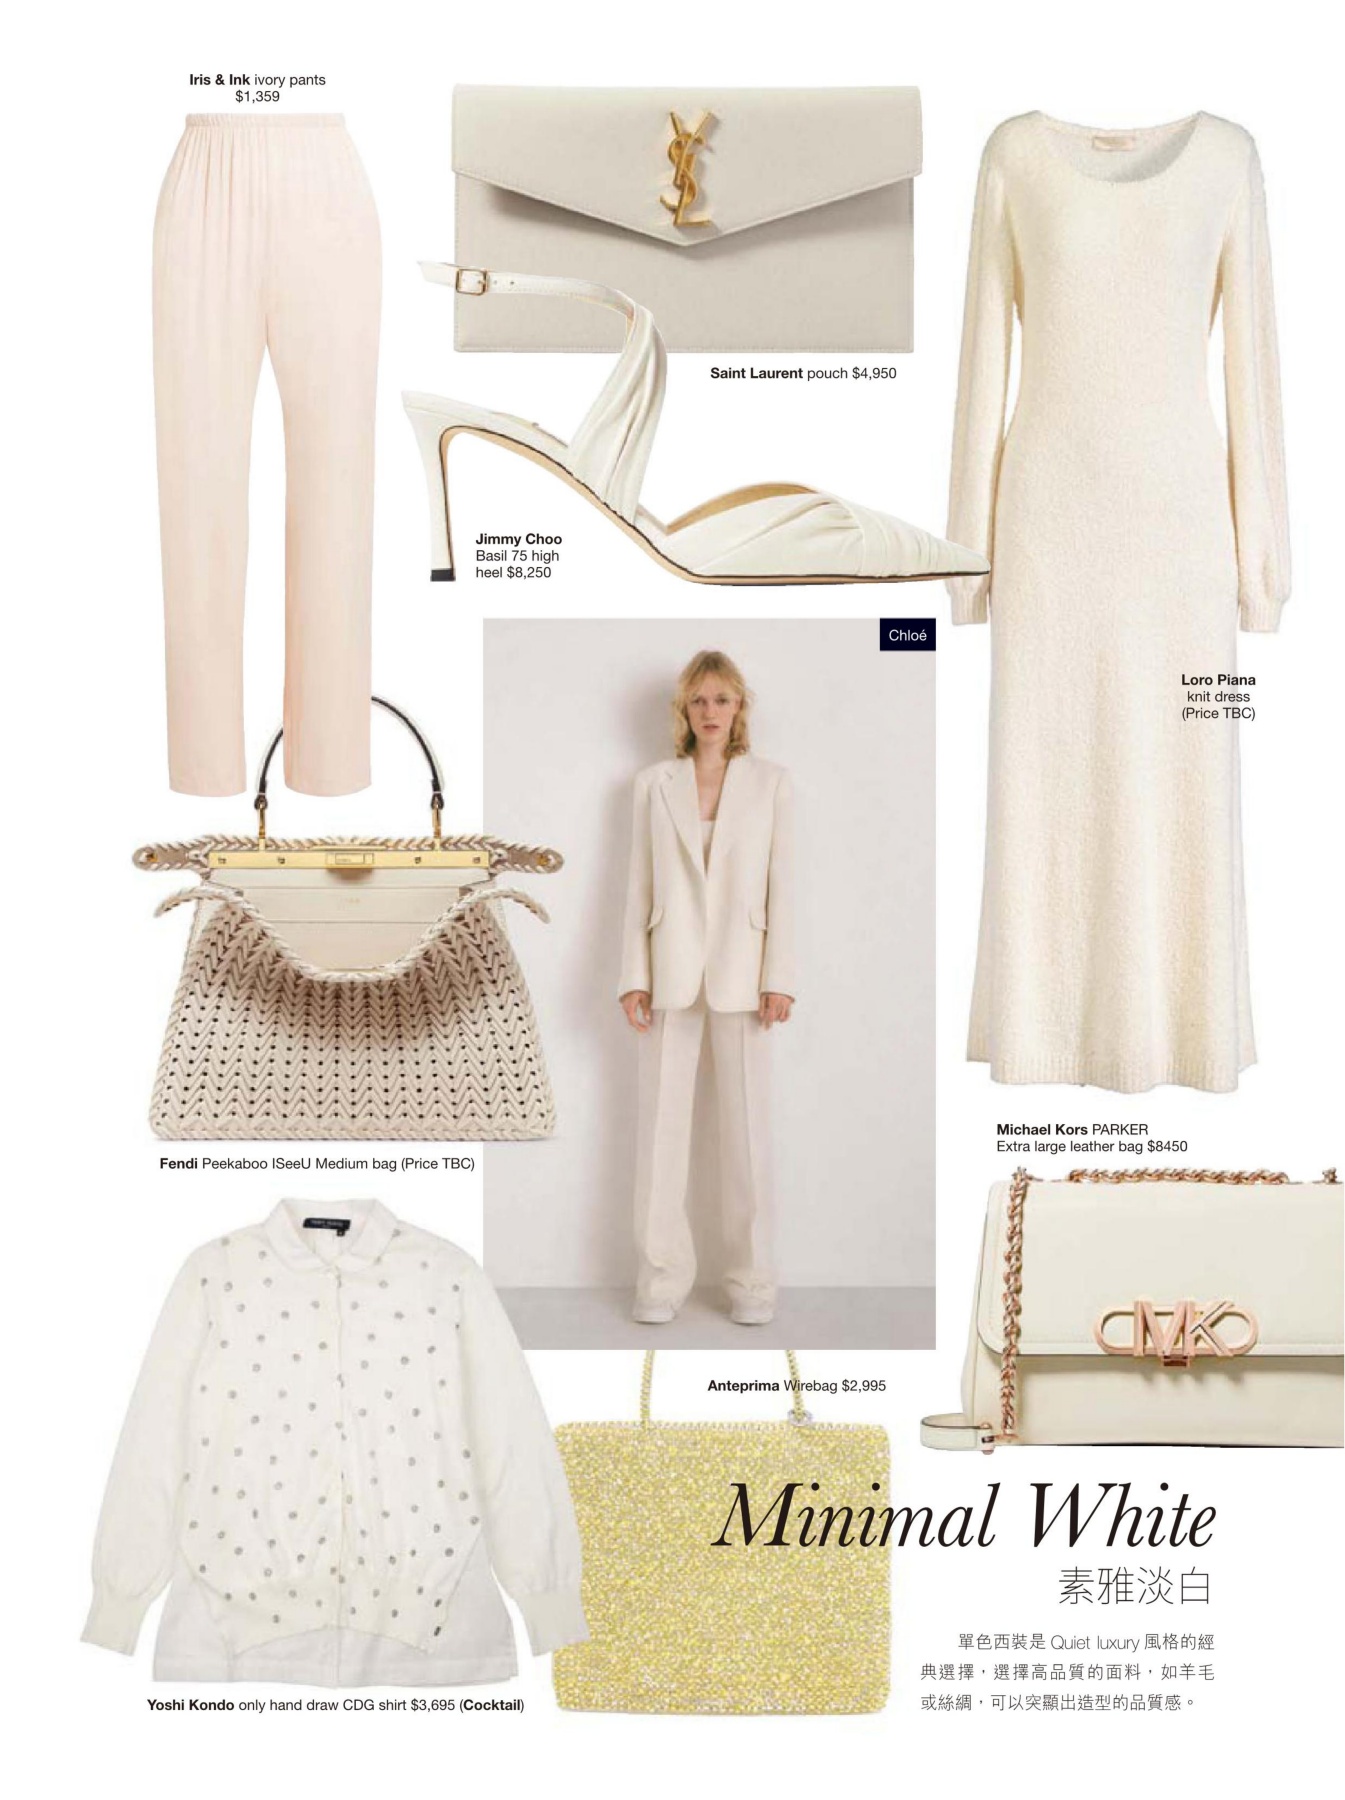 Iris & Ink ivory pants
$1,359
YSL
Saint Laurent pouch $4,950
Jimmy Choo
Basil 75 high
heel $8,250
Chloé
Loro Piana
knit dress
(Price TBC)
Fendi Peekaboo ISeeU Medium bag (Price TBC)
Michael Kors PARKER
Extra large leather bag $8450
MK
Anteprima Wirebag $2,995
Minimal White
素雅淡白
單色西裝是 Quiet luxury 風格的經
典選擇，選擇高品質的面料，如羊毛
或絲綢，可以突顯出造型的品質感。
Yoshi Kondo only hand draw CDG shirt $3,695 (Cocktail)